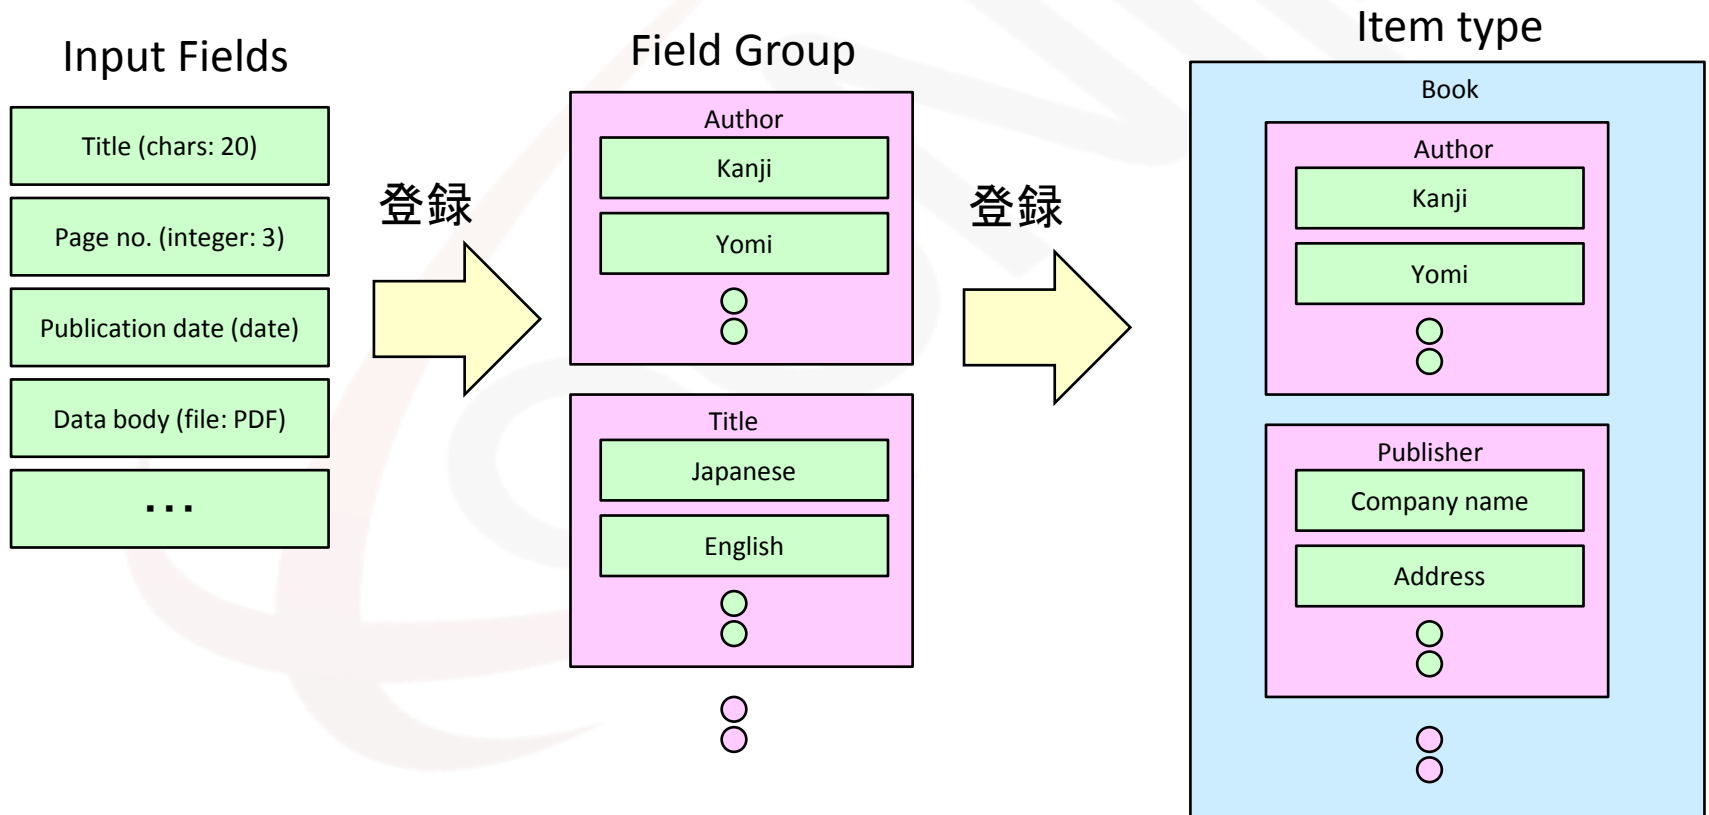 Input Fields
Title (chars: 20)
Page no. (integer: 3)
Publication date (date)
Data body (file: PDF)
...
登録
Field Group
Author
Kanji
Yomi
Title
Japanese
English
登録
Item type
Book
Author
Kanji
Yomi
Publisher
Company name
Address